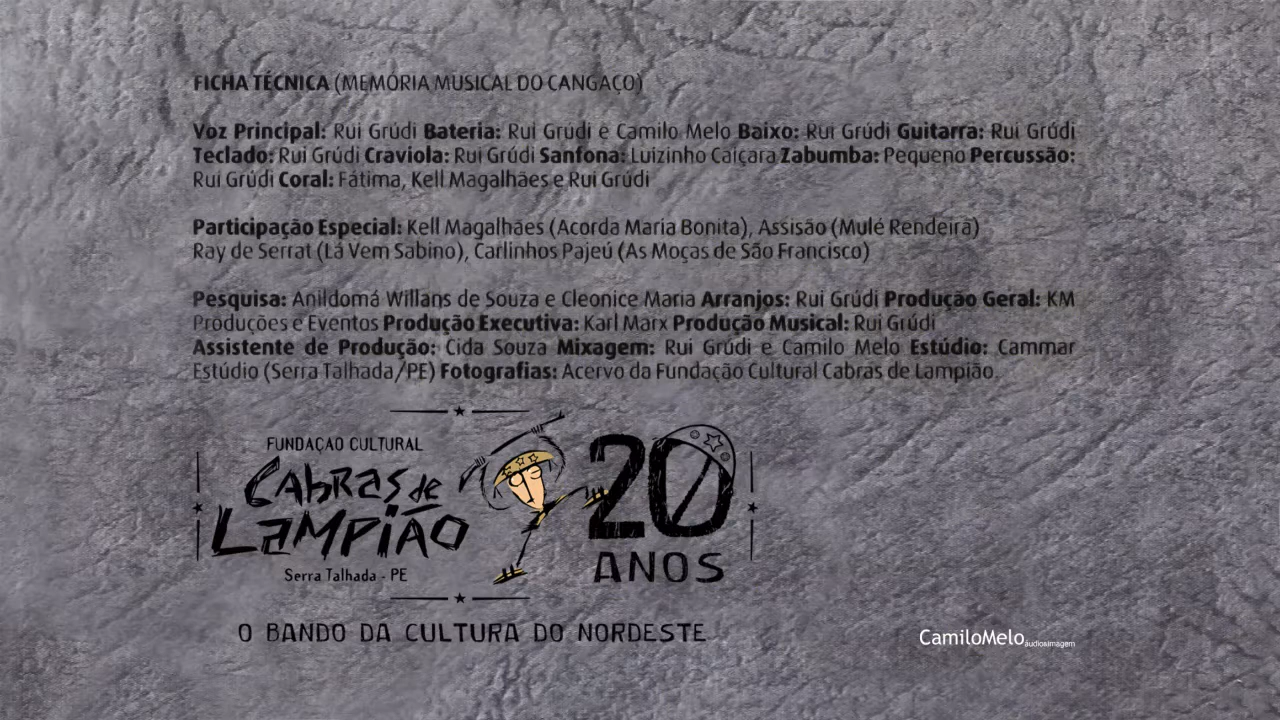 FICHA TÉCNICA (MEMÓRIA MUSICAL DO CANGAÇO)
Voz Principal: Rui Grúdi Bateria: Rui Grúdi e Camilo Melo Baixo: Rui Grúdi Guitarra: Rui Grúdi
Teclado: Rui Grúdi Craviola: Rui Grúdi Sanfona: Luizinho Caiçara Zabumba: Pequeno Percussão:
Rui Grúdi Coral: Fátima, Kell Magalhães e Rui Grúdi
Participação Especial: Kell Magalhães (Acorda Maria Bonita), Assisão (Mulé Rendeira)
Ray de Serrat (Lá Vem Sabino), Carlinhos Pajeú (As Moças de São Francisco)
Pesquisa: Anildomá Willans de Souza e Cleonice Maria Arranjos: Rui Grúdi Produção Geral: KM
Produções e Eventos Produção Executiva: Karl Marx Produção Musical: Rui Grúdi
Assistente de Produção: Cida Souza Mixagem: Rui Grúdi e Camilo Melo Estúdio: Cammar
Estúdio (Serra Talhada/PE) Fotografias: Acervo da Fundação Cultural Cabras de Lampião.
FUNDAÇÃO CULTURAL
CABRAS de
LAMPIÃO
Serra Talhada - PE
20
ANOS
O BANDO DA CULTURA DO NORDESTE
CamiloMelo áudio&imagem